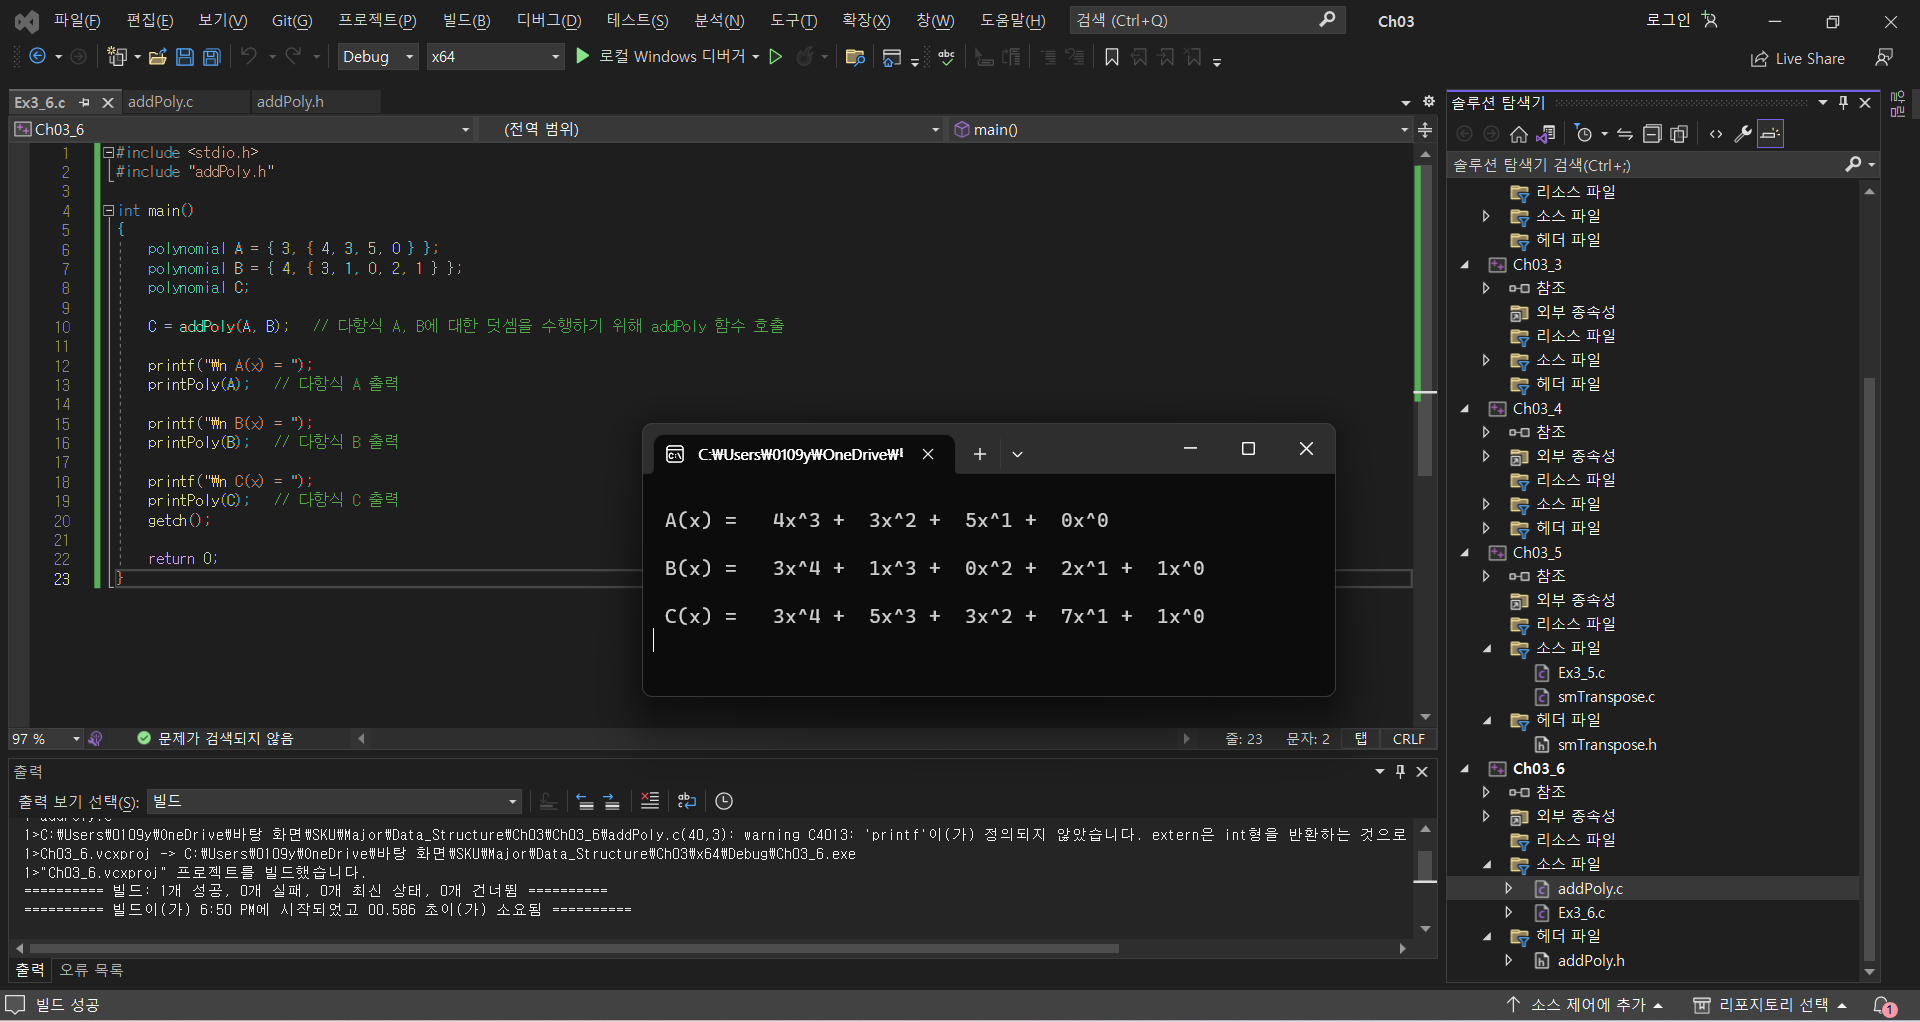 파일(F) 편집(E) 보기(V) Git(G) 프로젝트(P) 빌드(B) 디버그(D) 테스트(S) 분석(N) 도구(T) 확장(X) 창(W) 도움말(H) 검색 (Ctrl+Q) Ch03 로그인
Debug x64 로컬 Windows 디버거 Live Share
Ex3_6.c addPoly.c addPoly.h
Ch03_6 (전역 범위) main()
1 #include <stdio.h>
2 #include "addPoly.h"
3
4 int main()
5 {
6 polynomial A = { 3, { 4, 3, 5, 0 } };
7 polynomial B = { 4, { 3, 1, 0, 2, 1 } };
8 polynomial C;
9
10 C = addPoly(A, B); // 다항식 A, B에 대한 덧셈을 수행하기 위해 addPoly 함수 호출
11
12 printf("₩n A(x) = ");
13 printPoly(A); // 다항식 A 출력
14
15 printf("₩n B(x) = ");
16 printPoly(B); // 다항식 B 출력
17
18 printf("₩n C(x) = ");
19 printPoly(C); // 다항식 C 출력
20 getch();
21
22 return 0;
23 }
C:₩Users₩0109y₩OneDrive₩
A(x) = 4x^3 + 3x^2 + 5x^1 + 0x^0
B(x) = 3x^4 + 1x^3 + 0x^2 + 2x^1 + 1x^0
C(x) = 3x^4 + 5x^3 + 3x^2 + 7x^1 + 1x^0
97 % 문제가 검색되지 않음 줄: 23 문자: 2 탭 CRLF
출력
출력 보기 선택(S): 빌드
1>addPoly.c
1>C:₩Users₩0109y₩OneDrive₩바탕 화면₩SKU₩Major₩Data_Structure₩Ch03₩Ch03_6₩addPoly.c(40,3): warning C4013: 'printf'이(가) 정의되지 않았습니다. extern은 int형을 반환하는 것으로
1>Ch03_6.vcxproj -> C:₩Users₩0109y₩OneDrive₩바탕 화면₩SKU₩Major₩Data_Structure₩Ch03₩x64₩Debug₩Ch03_6.exe
1>"Ch03_6.vcxproj" 프로젝트를 빌드했습니다.
========== 빌드: 1개 성공, 0개 실패, 0개 최신 상태, 0개 건너뜀 ==========
========== 빌드이(가) 6:50 PM에 시작되었고 00.586 초이(가) 소요됨 ==========
출력 오류 목록
솔루션 탐색기
솔루션 탐색기 검색(Ctrl+;)
리소스 파일
소스 파일
헤더 파일
Ch03_3
참조
외부 종속성
리소스 파일
소스 파일
헤더 파일
Ch03_4
참조
외부 종속성
리소스 파일
소스 파일
헤더 파일
Ch03_5
참조
외부 종속성
리소스 파일
소스 파일
Ex3_5.c
smTranspose.c
헤더 파일
smTranspose.h
Ch03_6
참조
외부 종속성
리소스 파일
소스 파일
addPoly.c
Ex3_6.c
헤더 파일
addPoly.h
알림
빌드 성공 소스 제어에 추가 리포지토리 선택 1